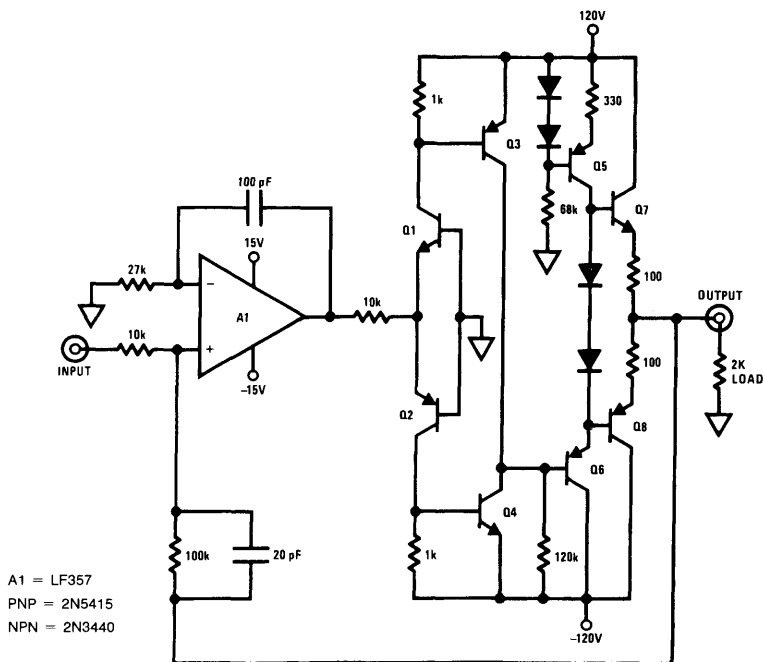 120V
1k
330
Q3
Q5
100 pF
68k
Q7
Q1
15V
27k
100
OUTPUT
−
A1
10k
10k
+
INPUT
100
2K
LOAD
−15V
Q2
Q8
Q6
Q4
100k
20 pF
1k
120k
A1 = LF357
PNP = 2N5415
NPN = 2N3440
−120V